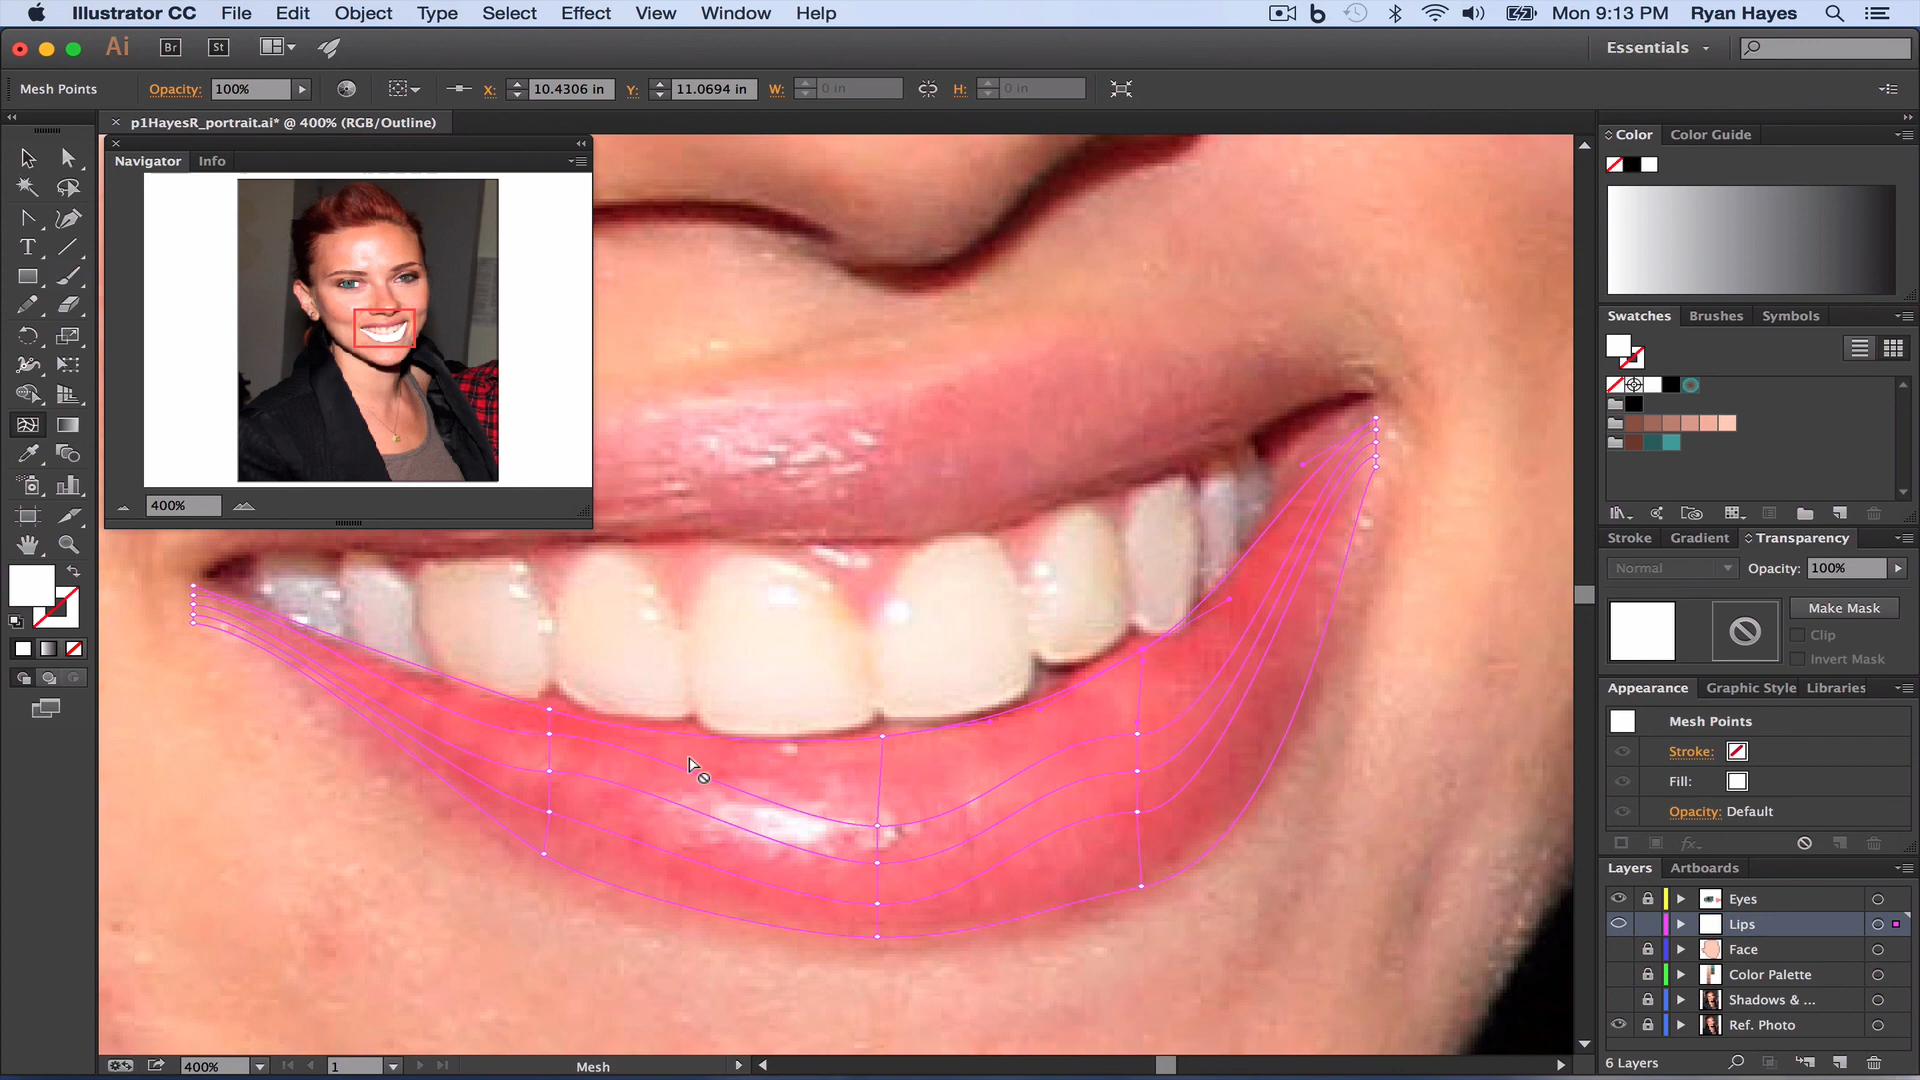 Illustrator CC File Edit Object Type Select Effect View Window Help Mon 9:13 PM Ryan Hayes
Ai Br St Essentials
Mesh Points Opacity: 100% X: 10.4306 in Y: 11.0694 in W: 0 in H: 0 in
p1HayesR_portrait.ai* @ 400% (RGB/Outline)
Navigator Info
400%
Color Color Guide
Swatches Brushes Symbols
Stroke Gradient Transparency
Normal Opacity: 100%
Make Mask
Clip
Invert Mask
Appearance Graphic Style Libraries
Mesh Points
Stroke:
Fill:
Opacity: Default
fx
Layers Artboards
Eyes
Lips
Face
Color Palette
Shadows & ...
Ref. Photo
6 Layers
400% 1 Mesh